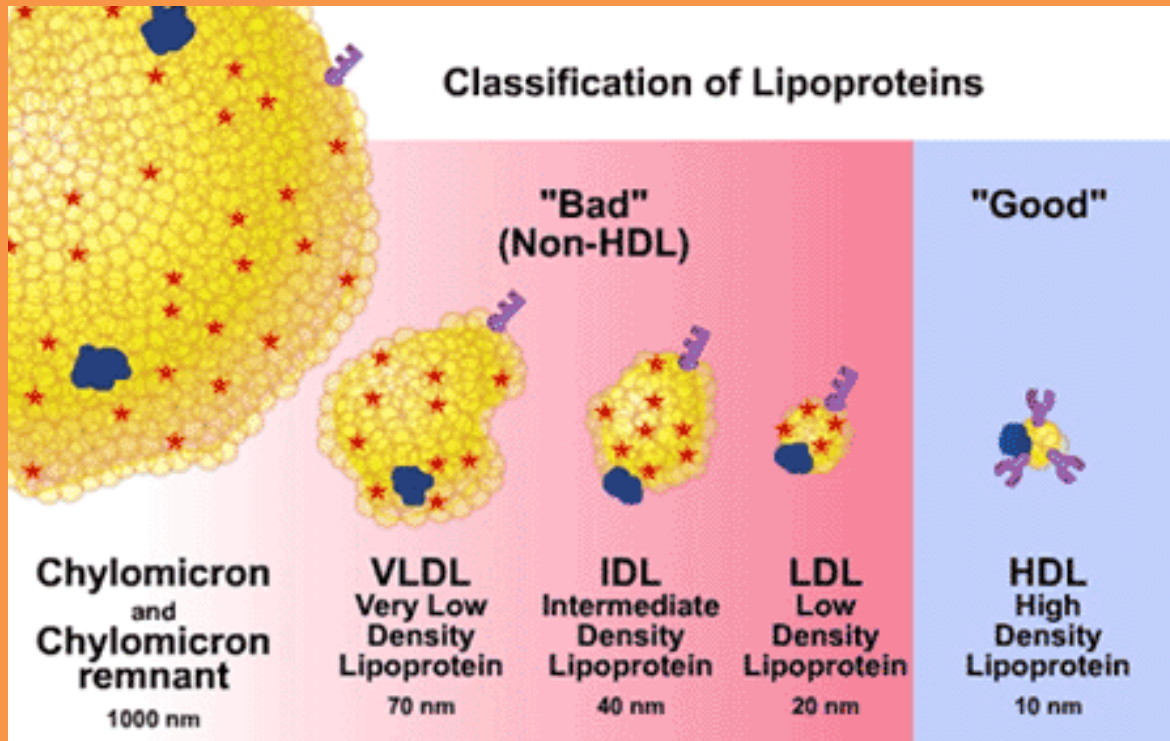 Classification of Lipoproteins
"Bad"
(Non-HDL)
"Good"
Chylomicron
and
Chylomicron
remnant
1000 nm
VLDL
Very Low
Density
Lipoprotein
70 nm
IDL
Intermediate
Density
Lipoprotein
40 nm
LDL
Low
Density
Lipoprotein
20 nm
HDL
High
Density
Lipoprotein
10 nm